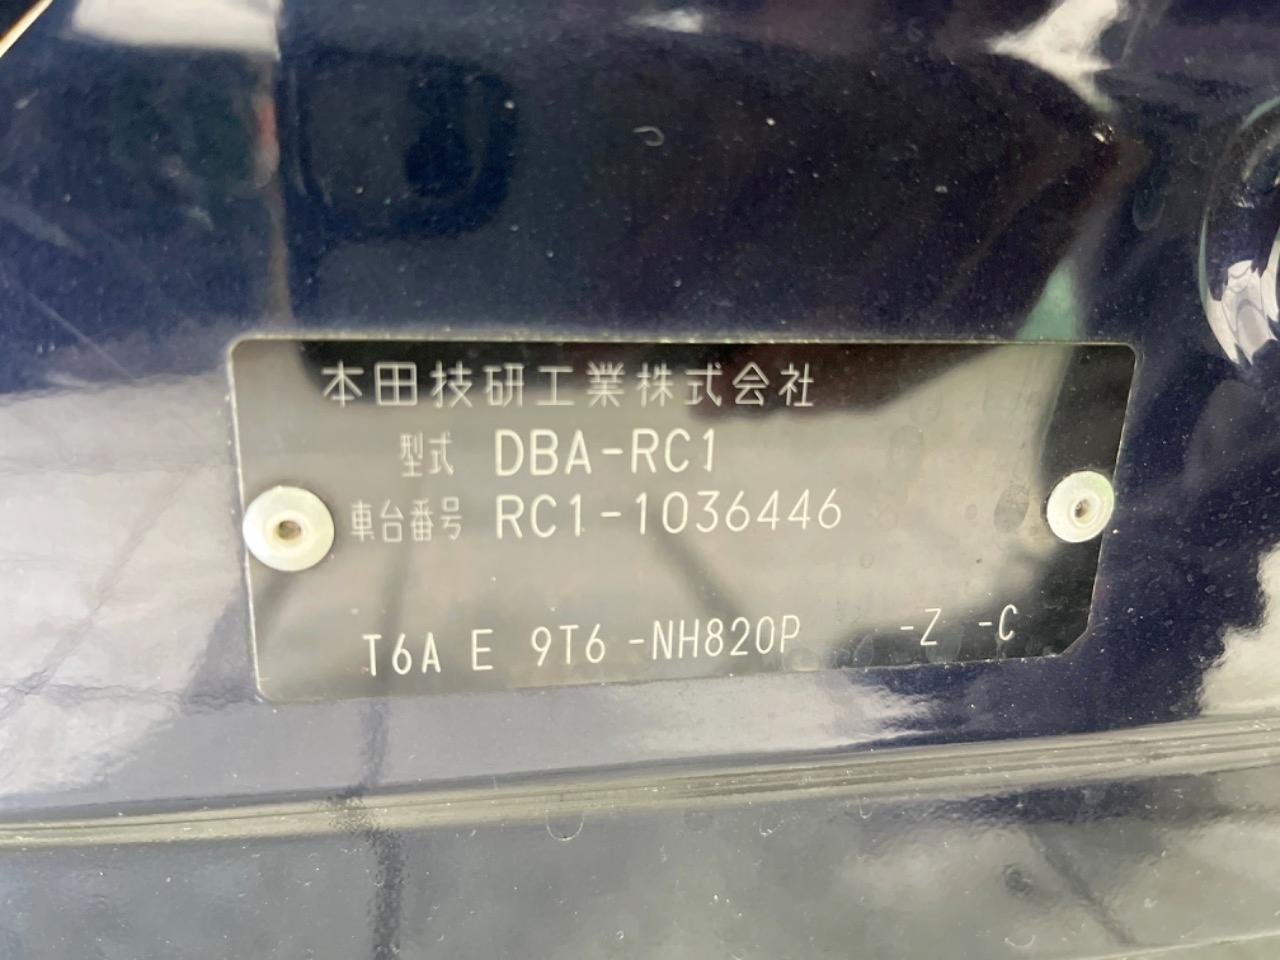 本田技研工業株式会社
型式 DBA-RC1
車台番号 RC1-1036446
T6A E 9T6 -NH820P -Z -C